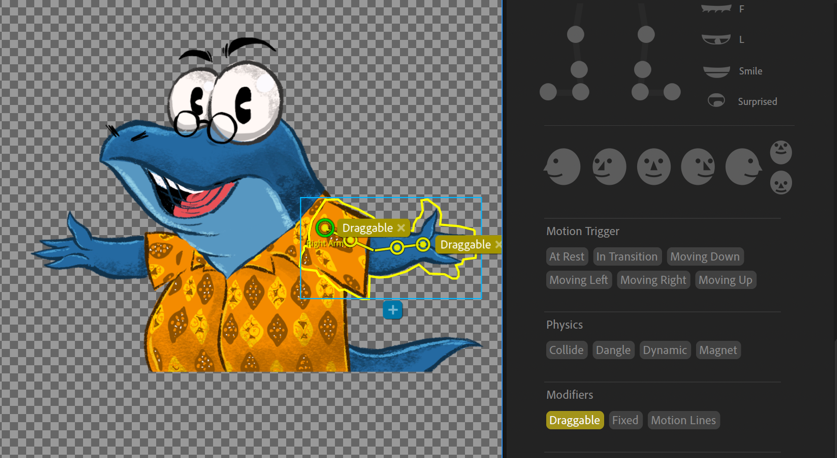 F
L
Smile
Surprised
Draggable ×
Right Arm
Draggable ×
Motion Trigger
At Rest In Transition Moving Down
Moving Left Moving Right Moving Up
Physics
Collide Dangle Dynamic Magnet
Modifiers
Draggable Fixed Motion Lines